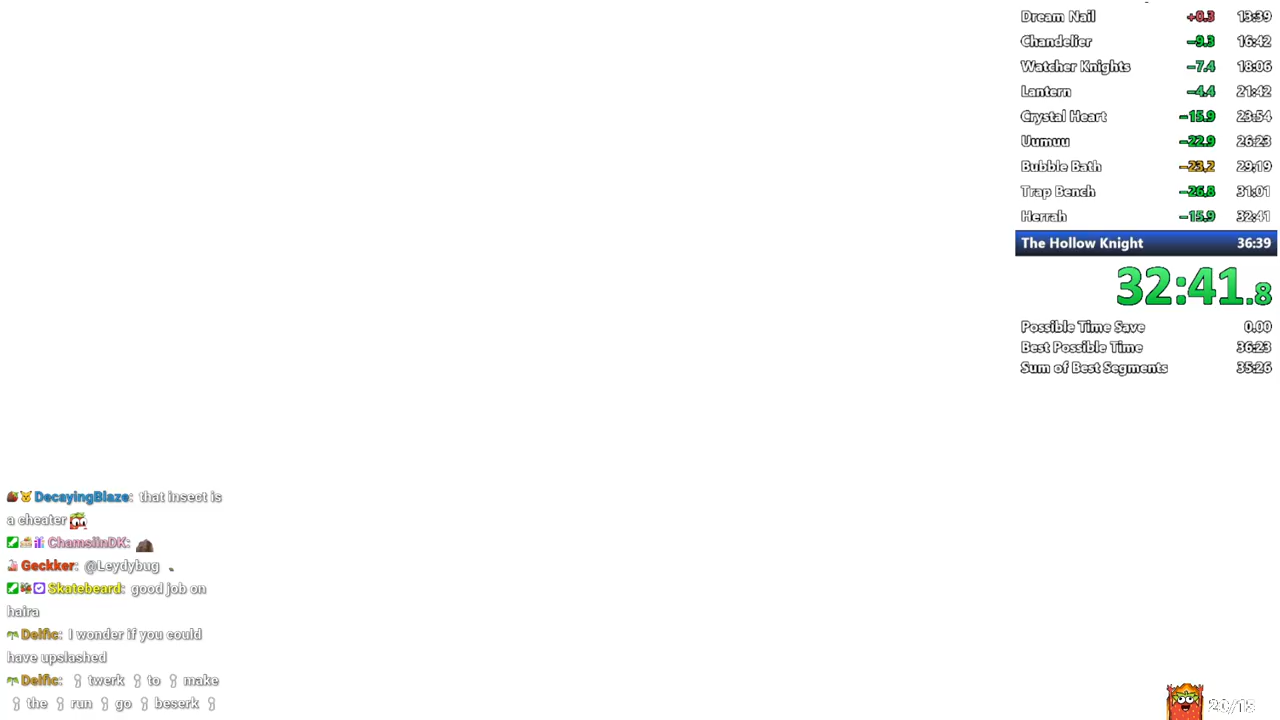 Dream Nail +0.3 13:39
Chandelier −9.3 16:42
Watcher Knights −7.4 18:06
Lantern −4.4 21:42
Crystal Heart −15.9 23:54
Uumuu −22.9 26:23
Bubble Bath −23.2 29:19
Trap Bench −26.8 31:01
Herrah −15.9 32:41
The Hollow Knight 36:39
32:41.8
Possible Time Save 0.00
Best Possible Time 36:23
Sum of Best Segments 35:26
DecayingBlaze: that insect is
a cheater
ChamslinDK:
Geckker: @Leydybug
Skatebeard: good job on
haira
Delfic: I wonder if you could
have upslashed
Delfic: twerk to make
the run go beserk
20/15